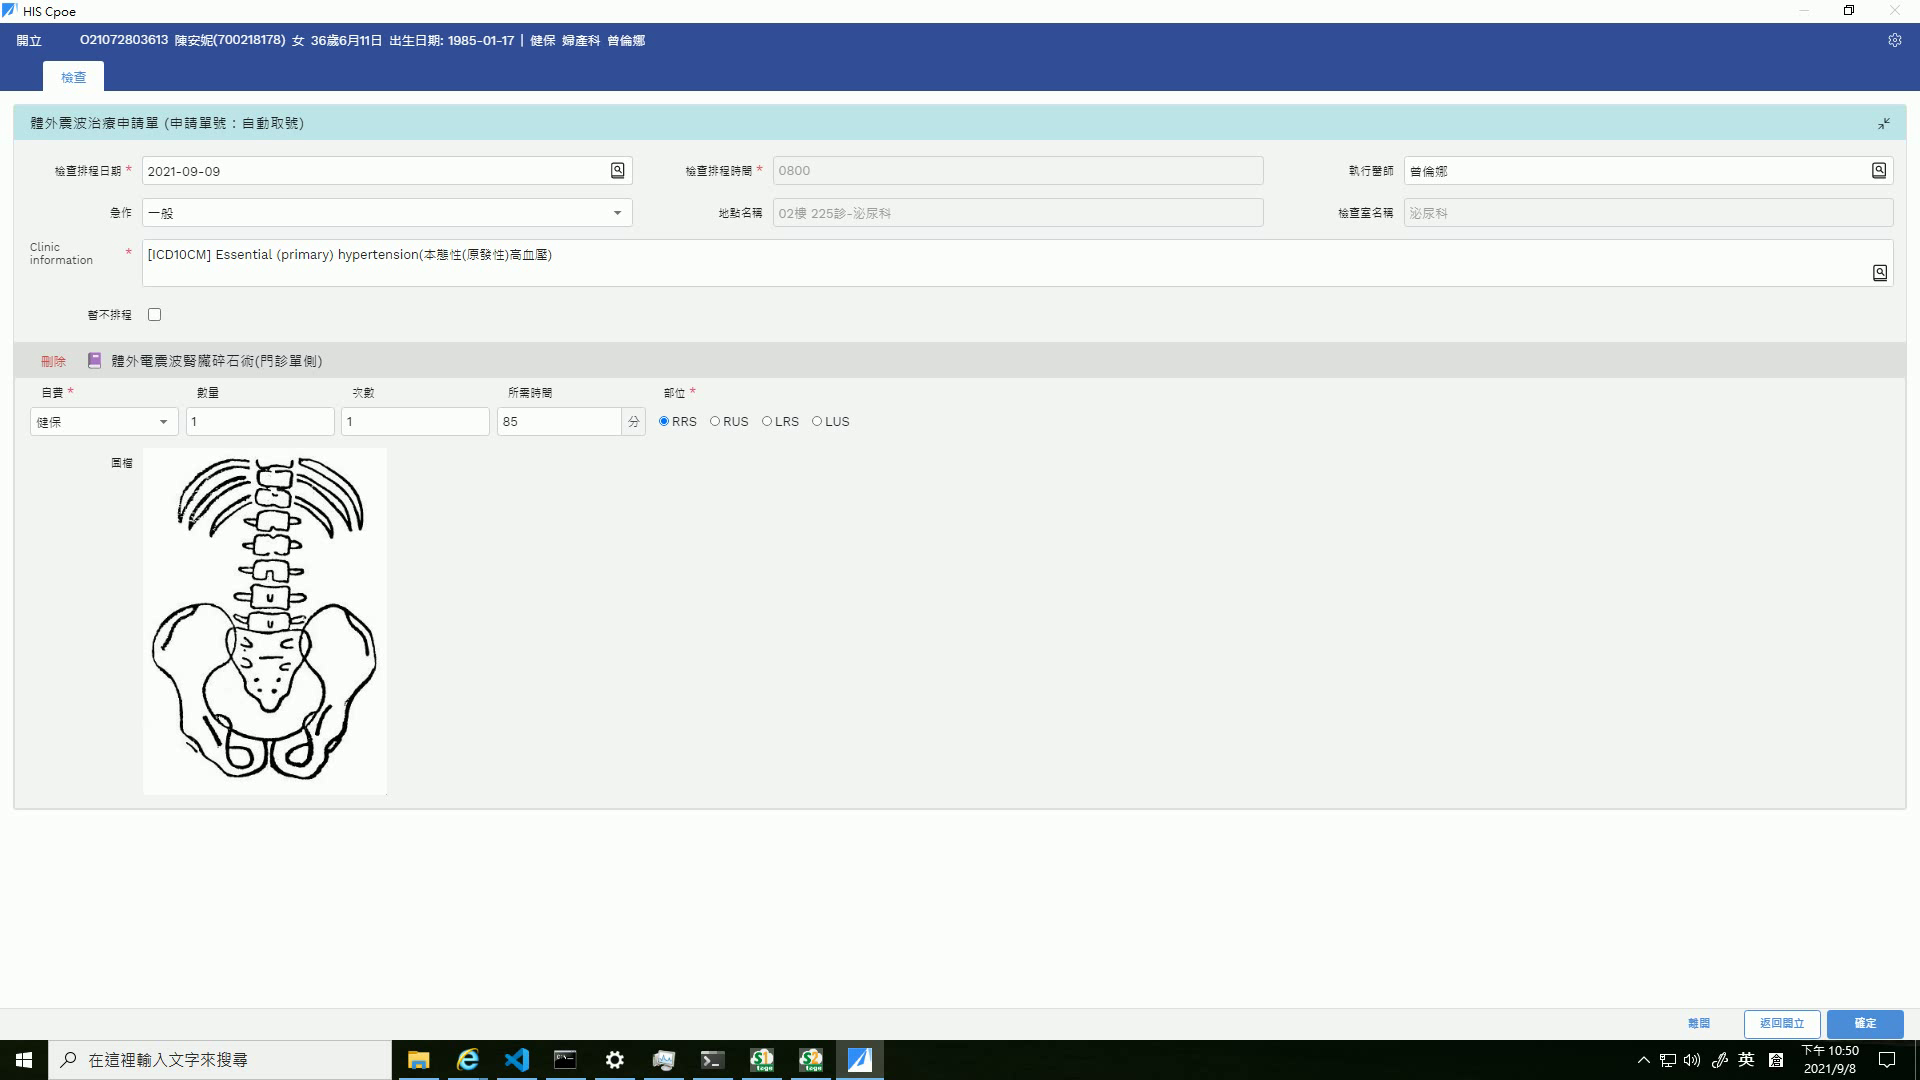 HIS Cpoe
開立 O21072803613 陳安妮(700218178) 女 36歲6月11日 出生日期: 1985-01-17 | 健保 婦產科 曾倫娜
檢查
體外震波治療申請單 (申請單號：自動取號)
檢查排程日期 * 2021-09-09 檢查排程時間 * 0800 執行醫師 曾倫娜
急作 一般 地點名稱 02樓 225診-泌尿科 檢查室名稱 泌尿科
Clinic
information * [ICD10CM] Essential (primary) hypertension(本態性(原發性)高血壓)
暫不排程
刪除 體外電震波腎臟碎石術(門診單側)
自費 * 數量 次數 所需時間 部位 *
健保 1 1 85 分 RRS RUS LRS LUS
圖檔
離開 返回開立 確定
在這裡輸入文字來搜尋 英 下午 10:50
2021/9/8